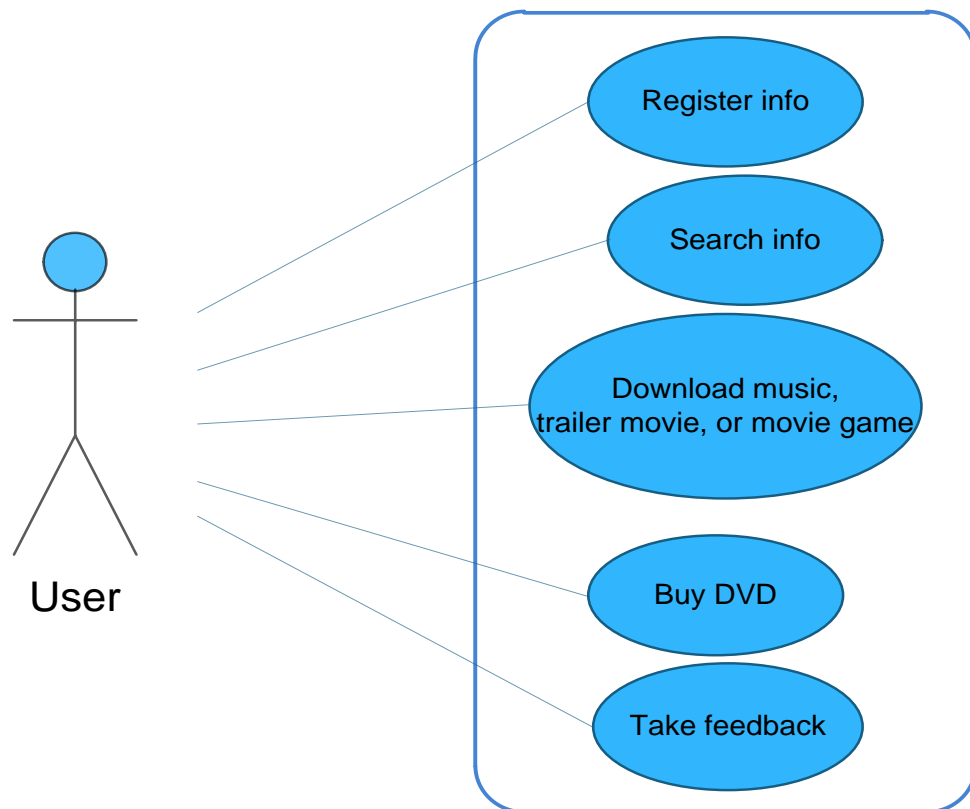 Register info
Search info
Download music,
trailer movie, or movie game
User
Buy DVD
Take feedback